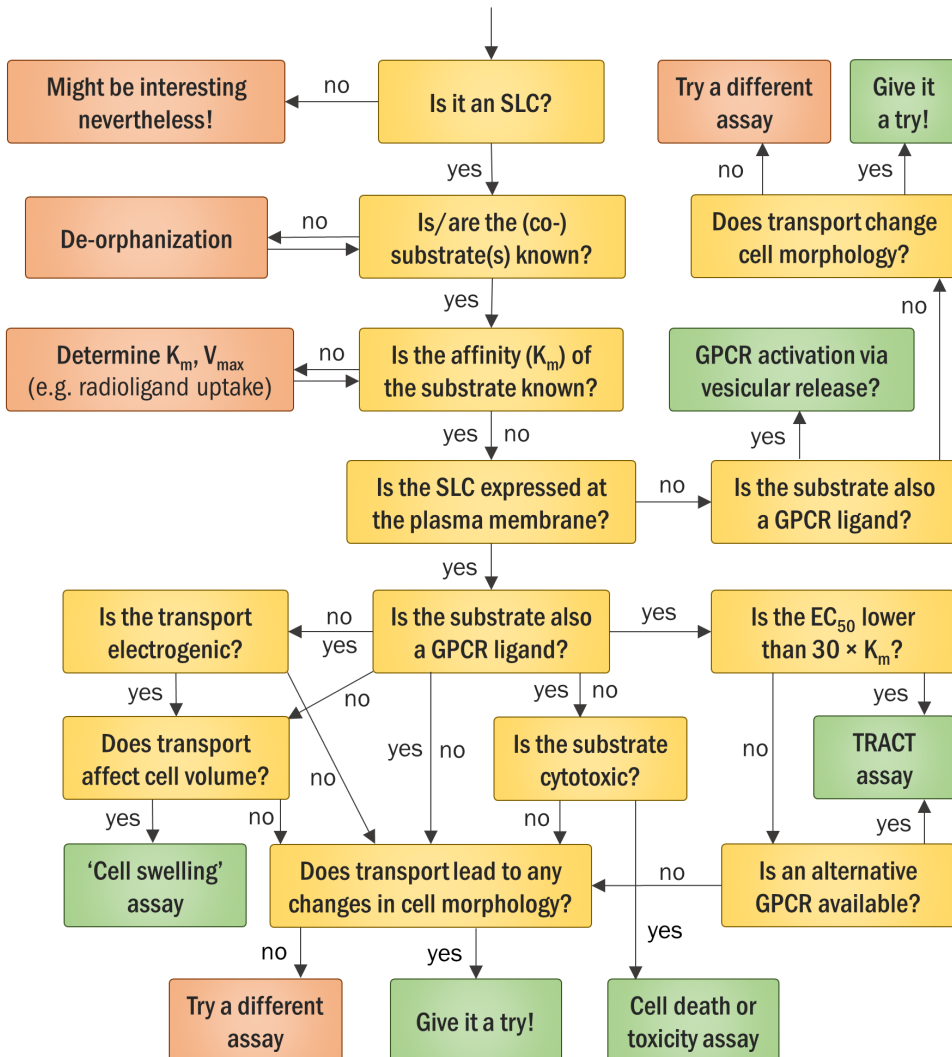 Might be interesting
nevertheless!
no
Is it an SLC?
Try a different
assay
Give it
a try!
yes
no
yes
De-orphanization
no
Is/are the (co-)
substrate(s) known?
Does transport change
cell morphology?
yes
no
Determine Km, Vmax
(e.g. radioligand uptake)
no
Is the affinity (Km) of
the substrate known?
GPCR activation via
vesicular release?
yes
no
yes
Is the SLC expressed at
the plasma membrane?
no
Is the substrate also
a GPCR ligand?
yes
Is the transport
electrogenic?
no
yes
Is the substrate also
a GPCR ligand?
yes
Is the EC50 lower
than 30 × Km?
yes
no
yes
no
yes
Does transport
affect cell volume?
no
yes
no
Is the substrate
cytotoxic?
no
TRACT
assay
yes
no
no
yes
'Cell swelling'
assay
Does transport lead to any
changes in cell morphology?
no
Is an alternative
GPCR available?
no
yes
yes
Try a different
assay
Give it a try!
Cell death or
toxicity assay